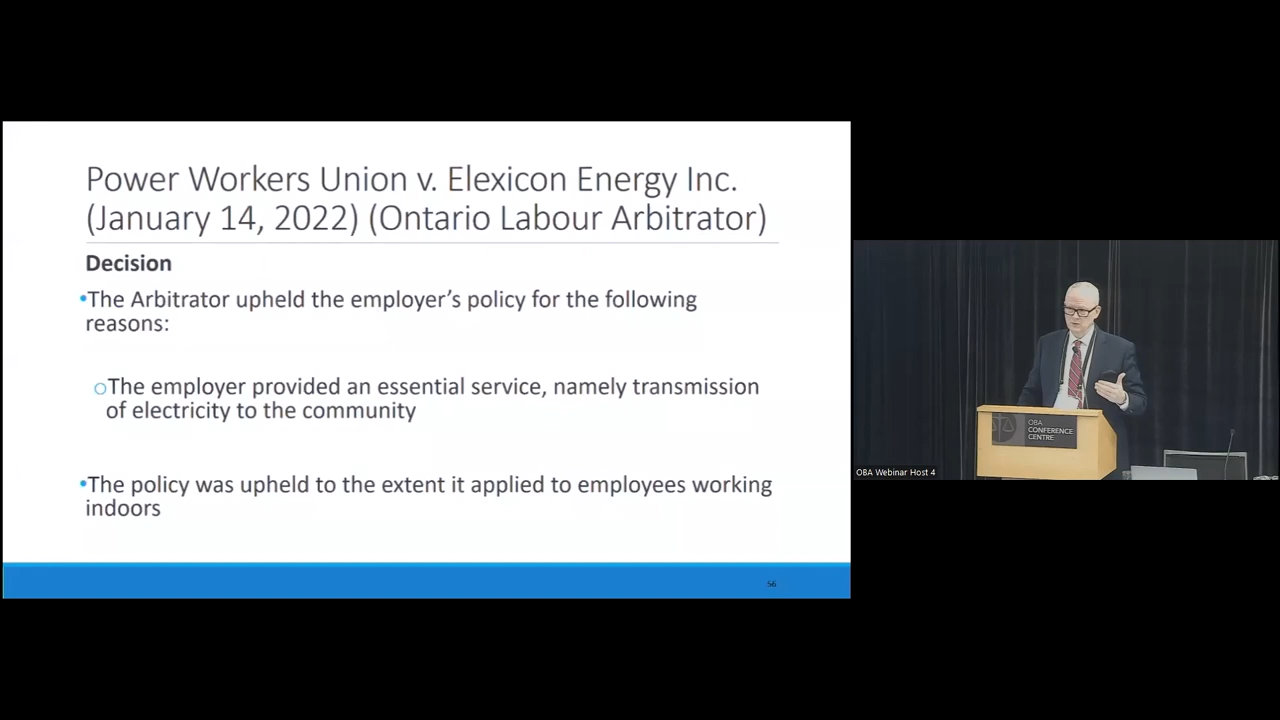 Power Workers Union v. Elexicon Energy Inc.
(January 14, 2022) (Ontario Labour Arbitrator)
Decision
•The Arbitrator upheld the employer's policy for the following
reasons:
oThe employer provided an essential service, namely transmission
of electricity to the community
•The policy was upheld to the extent it applied to employees working
indoors
56
OBA
CONFERENCE
CENTRE
OBA Webinar Host 4